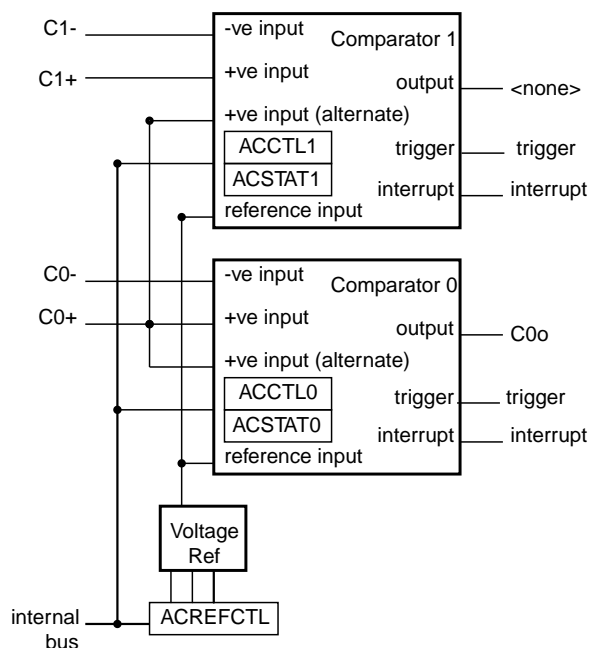 C1-
-ve input
Comparator 1
C1+
+ve input
output
<none>
+ve input (alternate)
ACCTL1
trigger
trigger
ACSTAT1
interrupt
interrupt
reference input
C0-
-ve input
Comparator 0
C0+
+ve input
output
C0o
+ve input (alternate)
ACCTL0
trigger
trigger
ACSTAT0
interrupt
interrupt
reference input
Voltage
Ref
internal
bus
ACREFCTL